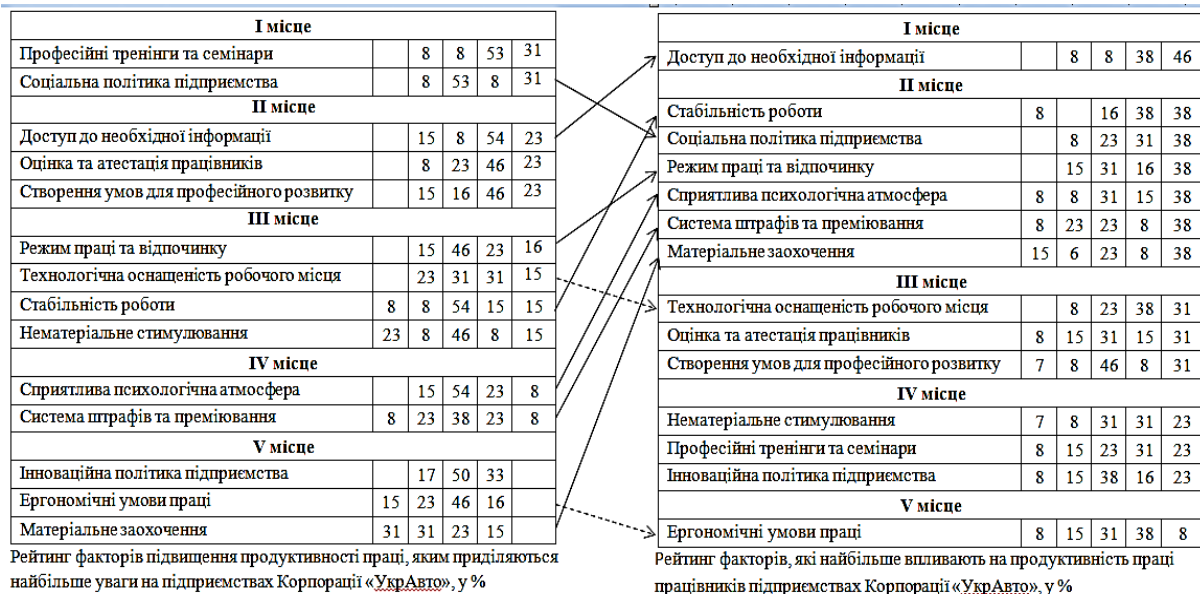 I місце
Професійні тренінги та семінари 8 8 53 31
Соціальна політика підприємства 8 53 8 31
II місце
Доступ до необхідної інформації 15 8 54 23
Оцінка та атестація працівників 8 23 46 23
Створення умов для професійного розвитку 15 16 46 23
III місце
Режим праці та відпочинку 15 46 23 16
Технологічна оснащеність робочого місця 23 31 31 15
Стабільність роботи 8 8 54 15 15
Нематеріальне стимулювання 23 8 46 8 15
IV місце
Сприятлива психологічна атмосфера 15 54 23 8
Система штрафів та преміювання 8 23 38 23 8
V місце
Інноваційна політика підприємства 17 50 33
Ергономічні умови праці 15 23 46 16
Матеріальне заохочення 31 31 23 15
Рейтинг факторів підвищення продуктивності праці, яким приділяються
найбільше уваги на підприємствах Корпорації «УкрАвто», у %
I місце
Доступ до необхідної інформації 8 8 38 46
II місце
Стабільність роботи 8 16 38 38
Соціальна політика підприємства 8 23 31 38
Режим праці та відпочинку 15 31 16 38
Сприятлива психологічна атмосфера 8 8 31 15 38
Система штрафів та преміювання 8 23 23 8 38
Матеріальне заохочення 15 6 23 8 38
III місце
Технологічна оснащеність робочого місця 8 23 38 31
Оцінка та атестація працівників 8 15 31 15 31
Створення умов для професійного розвитку 7 8 46 8 31
IV місце
Нематеріальне стимулювання 7 8 31 31 23
Професійні тренінги та семінари 8 15 23 31 23
Інноваційна політика підприємства 8 15 38 16 23
V місце
Ергономічні умови праці 8 15 31 38 8
Рейтинг факторів, які найбільше впливають на продуктивність праці
працівників підприємствах Корпорації «УкрАвто», у %